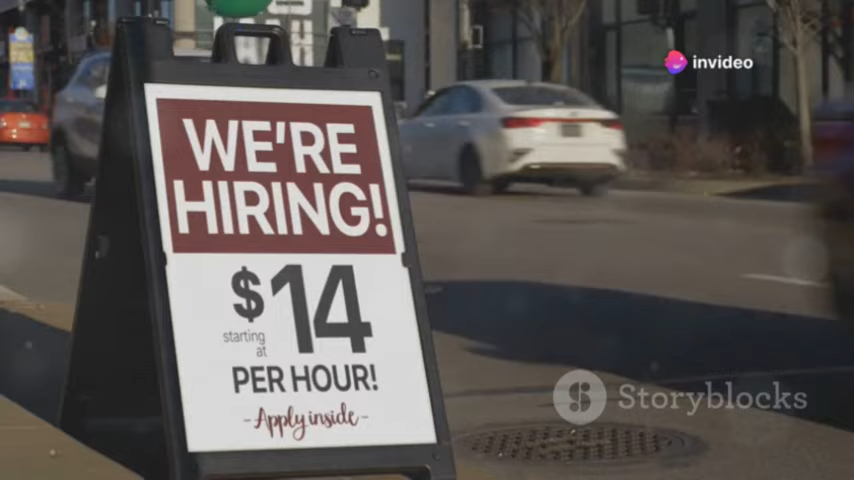 invideo
WE'RE
HIRING!
$14
starting
at
PER HOUR!
-Apply inside-
Storyblocks